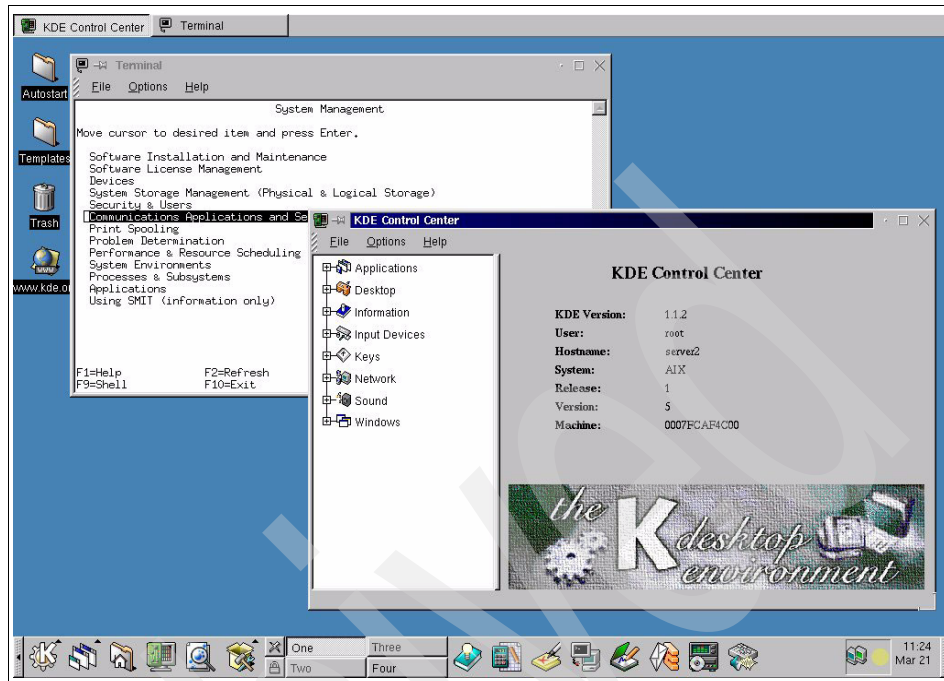 KDE Control Center
Terminal
Autostart
Templates
Trash
www.kde.or
Terminal
File Options Help
System Management
Move cursor to desired item and press Enter.
Software Installation and Maintenance
Software License Management
Devices
System Storage Management (Physical & Logical Storage)
Security & Users
Communications Applications and Se
Print Spooling
Problem Determination
Performance & Resource Scheduling
System Environments
Processes & Subsystems
Applications
Using SMIT (information only)
F1=Help F2=Refresh
F9=Shell F10=Exit
KDE Control Center
File Options Help
Applications
Desktop
Information
Input Devices
Keys
Network
Sound
Windows
KDE Control Center
KDE Version: 1.1.2
User: root
Hostname: server2
System: AIX
Release: 1
Version: 5
Machine: 0007FCAF4C00
the K desktop environment
One
Two
Three
Four
11:24
Mar 21